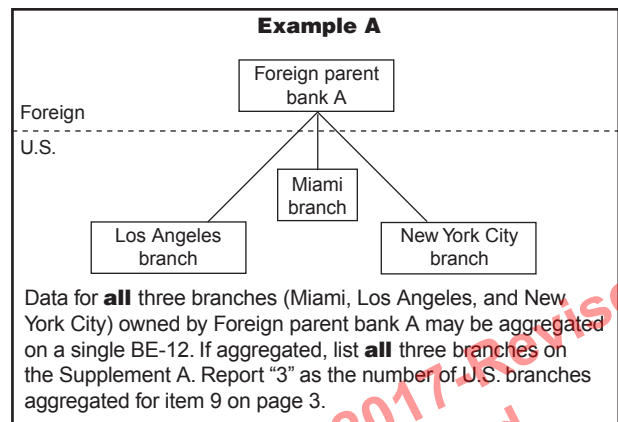 Example A
Foreign parent
bank A
Foreign
U.S.
Miami
branch
Los Angeles
branch
New York City
branch
Data for all three branches (Miami, Los Angeles, and New
York City) owned by Foreign parent bank A may be aggregated
on a single BE-12. If aggregated, list all three branches on
the Supplement A. Report “3” as the number of U.S. branches
aggregated for item 9 on page 3.
2017-Revise